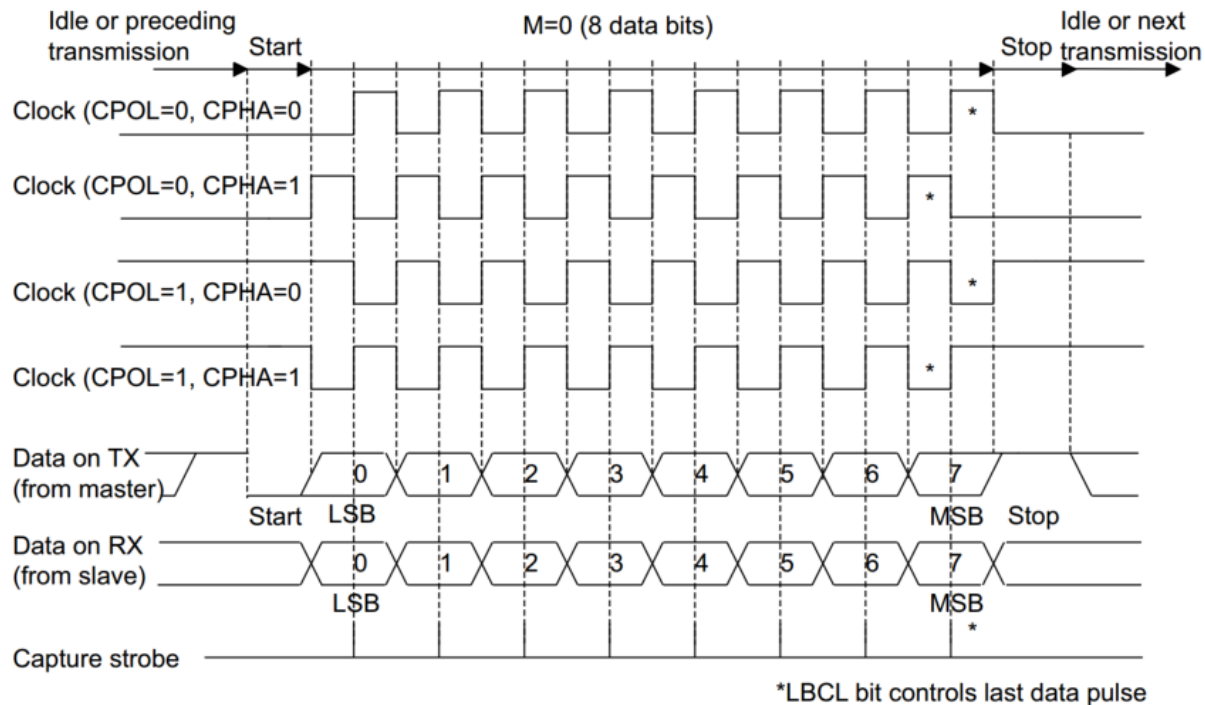 Idle or preceding
transmission
Start
M=0 (8 data bits)
Stop
Idle or next
transmission
Clock (CPOL=0, CPHA=0
*
Clock (CPOL=0, CPHA=1
*
Clock (CPOL=1, CPHA=0
*
Clock (CPOL=1, CPHA=1
*
Data on TX
(from master)
0 1 2 3 4 5 6 7
Start LSB MSB Stop
Data on RX
(from slave)
0 1 2 3 4 5 6 7
LSB MSB
*
Capture strobe
*LBCL bit controls last data pulse